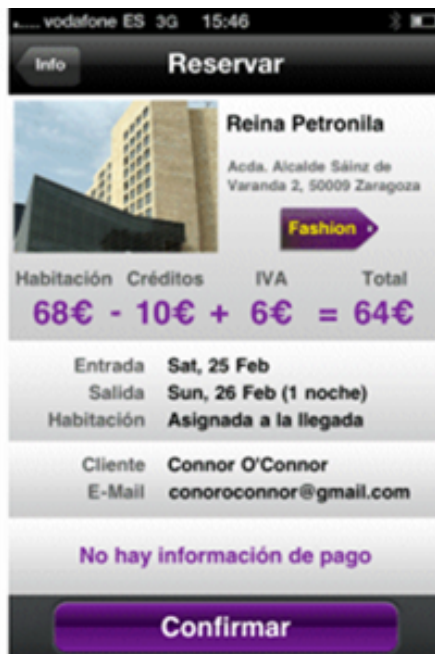 vodafone ES 3G 15:46
Info
Reservar
Reina Petronila
Acda. Alcalde Sáinz de
Varanda 2, 50009 Zaragoza
Fashion
Habitación Créditos IVA Total
68€ - 10€ + 6€ = 64€
Entrada Sat, 25 Feb
Salida Sun, 26 Feb (1 noche)
Habitación Asignada a la llegada
Cliente Connor O'Connor
E-Mail conoroconnor@gmail.com
No hay información de pago
Confirmar